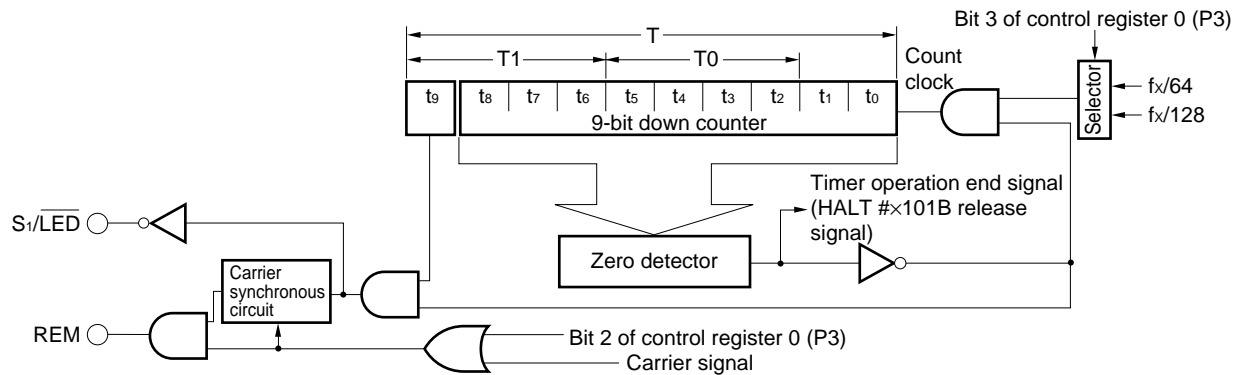 Bit 3 of control register 0 (P3)
T
T1
T0
Count
clock
Selector
fX/64
fX/128
t9
t8
t7
t6
t5
t4
t3
t2
t1
t0
9-bit down counter
Timer operation end signal
(HALT #×101B release
signal)
S1/LED
Zero detector
Carrier
synchronous
circuit
REM
Bit 2 of control register 0 (P3)
Carrier signal